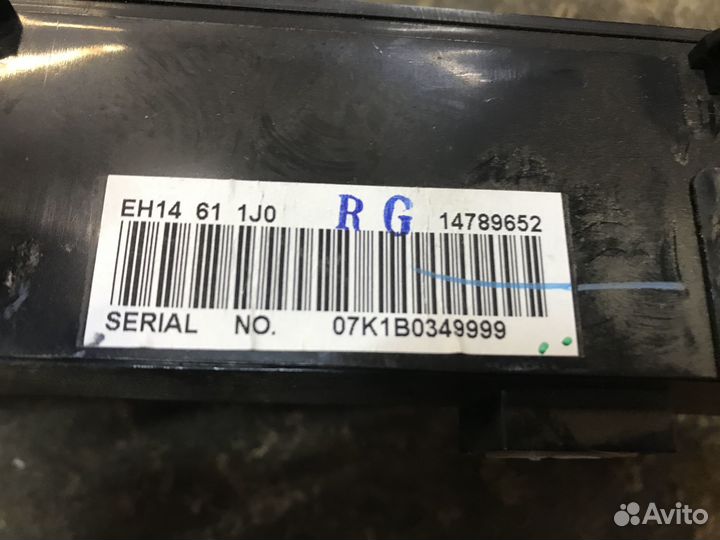 EH14 61 1J0 RG 14789652
SERIAL NO. 07K1B0349999
Avito